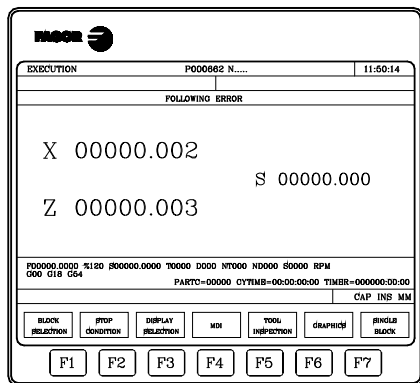 FAGOR
EXECUTION P000662 N..... 11:50:14
FOLLOWING ERROR
X 00000.002
S 00000.000
Z 00000.003
F00000.0000 %120 S00000.0000 T0000 D000 NT000 ND000 S0000 RPM
G00 G18 G54
PARTC=00000 CYTIME=00:00:00:00 TIMER=000000:00:00
CAP INS MM
BLOCK SELECTION STOP CONDITION DISPLAY SELECTION MDI TOOL INSPECTION GRAPHICS SINGLE BLOCK
F1 F2 F3 F4 F5 F6 F7